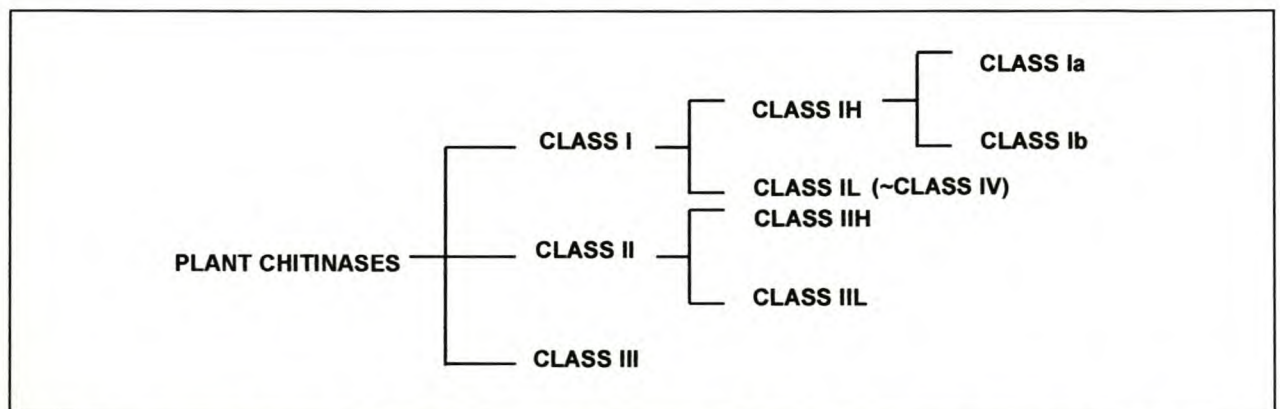 CLASS Ia
CLASS IH
CLASS I
CLASS Ib
CLASS IL (~CLASS IV)
CLASS IIH
CLASS II
PLANT CHITINASES
CLASS IIL
CLASS III